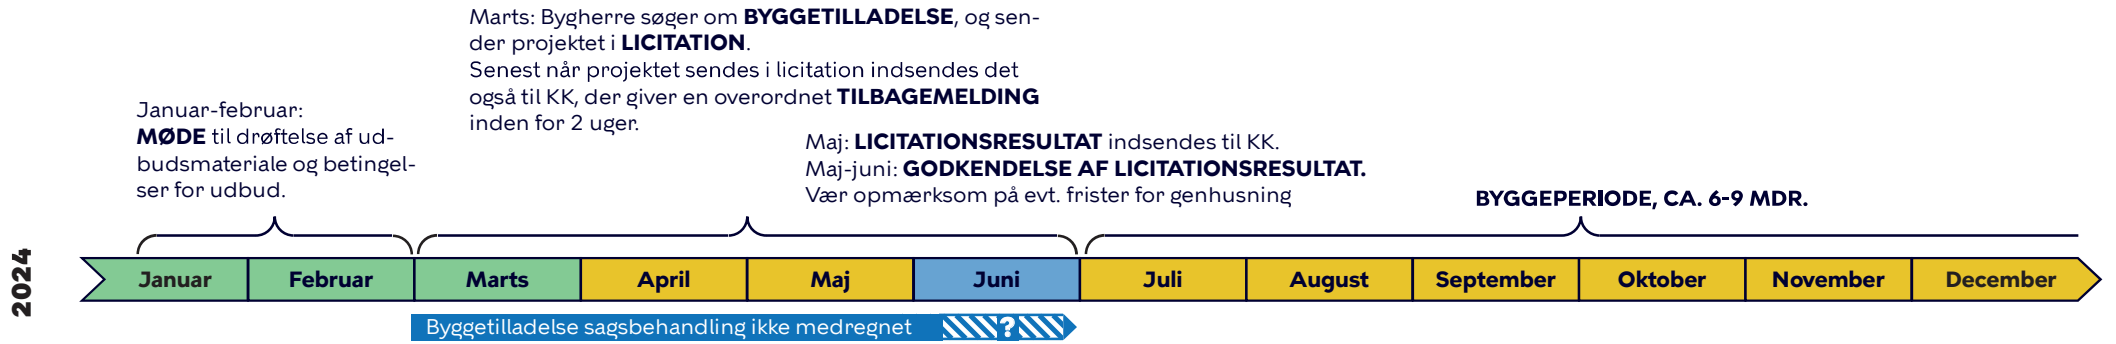 Marts: Bygherre søger om BYGGETILLADELSE, og sen-
der projektet i LICITATION.
Senest når projektet sendes i licitation indsendes det
også til KK, der giver en overordnet TILBAGEMELDING
inden for 2 uger.
Januar-februar:
MØDE til drøftelse af ud-
budsmateriale og betingel-
ser for udbud.
Maj: LICITATIONSRESULTAT indsendes til KK.
Maj-juni: GODKENDELSE AF LICITATIONSRESULTAT.
Vær opmærksom på evt. frister for genhusning
BYGGEPERIODE, CA. 6-9 MDR.
2024
Januar Februar Marts April Maj Juni Juli August September Oktober November December
Byggetilladelse sagsbehandling ikke medregnet ?